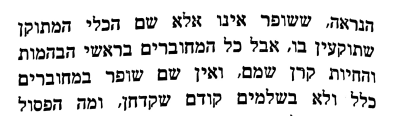 הנראה, ששופר אינו אלא שם הכלי המתוקן
שתוקעין בו, אבל כל המחוברים בראשי הבהמות
והחיות קרן שמם, ואין שם שופר במחוברים
כלל ולא בשלמים קודם שקדחן, ומה הפסול